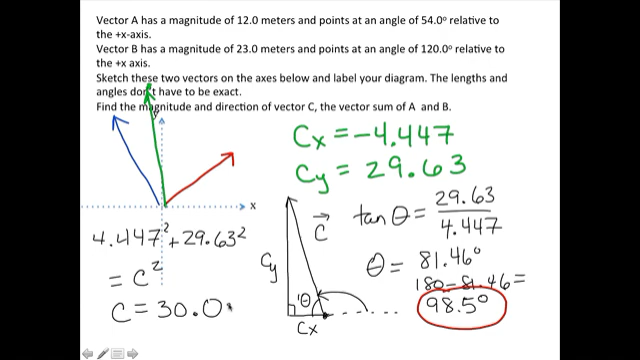 Vector A has a magnitude of 12.0 meters and points at an angle of 54.0º relative to
the +x-axis.
Vector B has a magnitude of 23.0 meters and points at an angle of 120.0º relative to
the +x axis.
Sketch these two vectors on the axes below and label your diagram. The lengths and
angles don't have to be exact.
Find the magnitude and direction of vector C, the vector sum of A and B.
Cx = -4.447
Cy = 29.63
x
4.447² + 29.63²
= C²
C = 30.0
C
Cy
θ
Cx
tan θ = 29.63
4.447
θ = 81.46º
180 - 81.46 =
98.5º